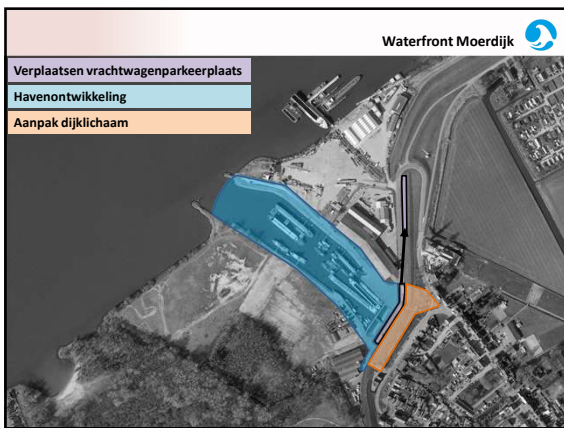 Waterfront Moerdijk
Verplaatsen vrachtwagenparkeerplaats
Havenontwikkeling
Aanpak dijklichaam